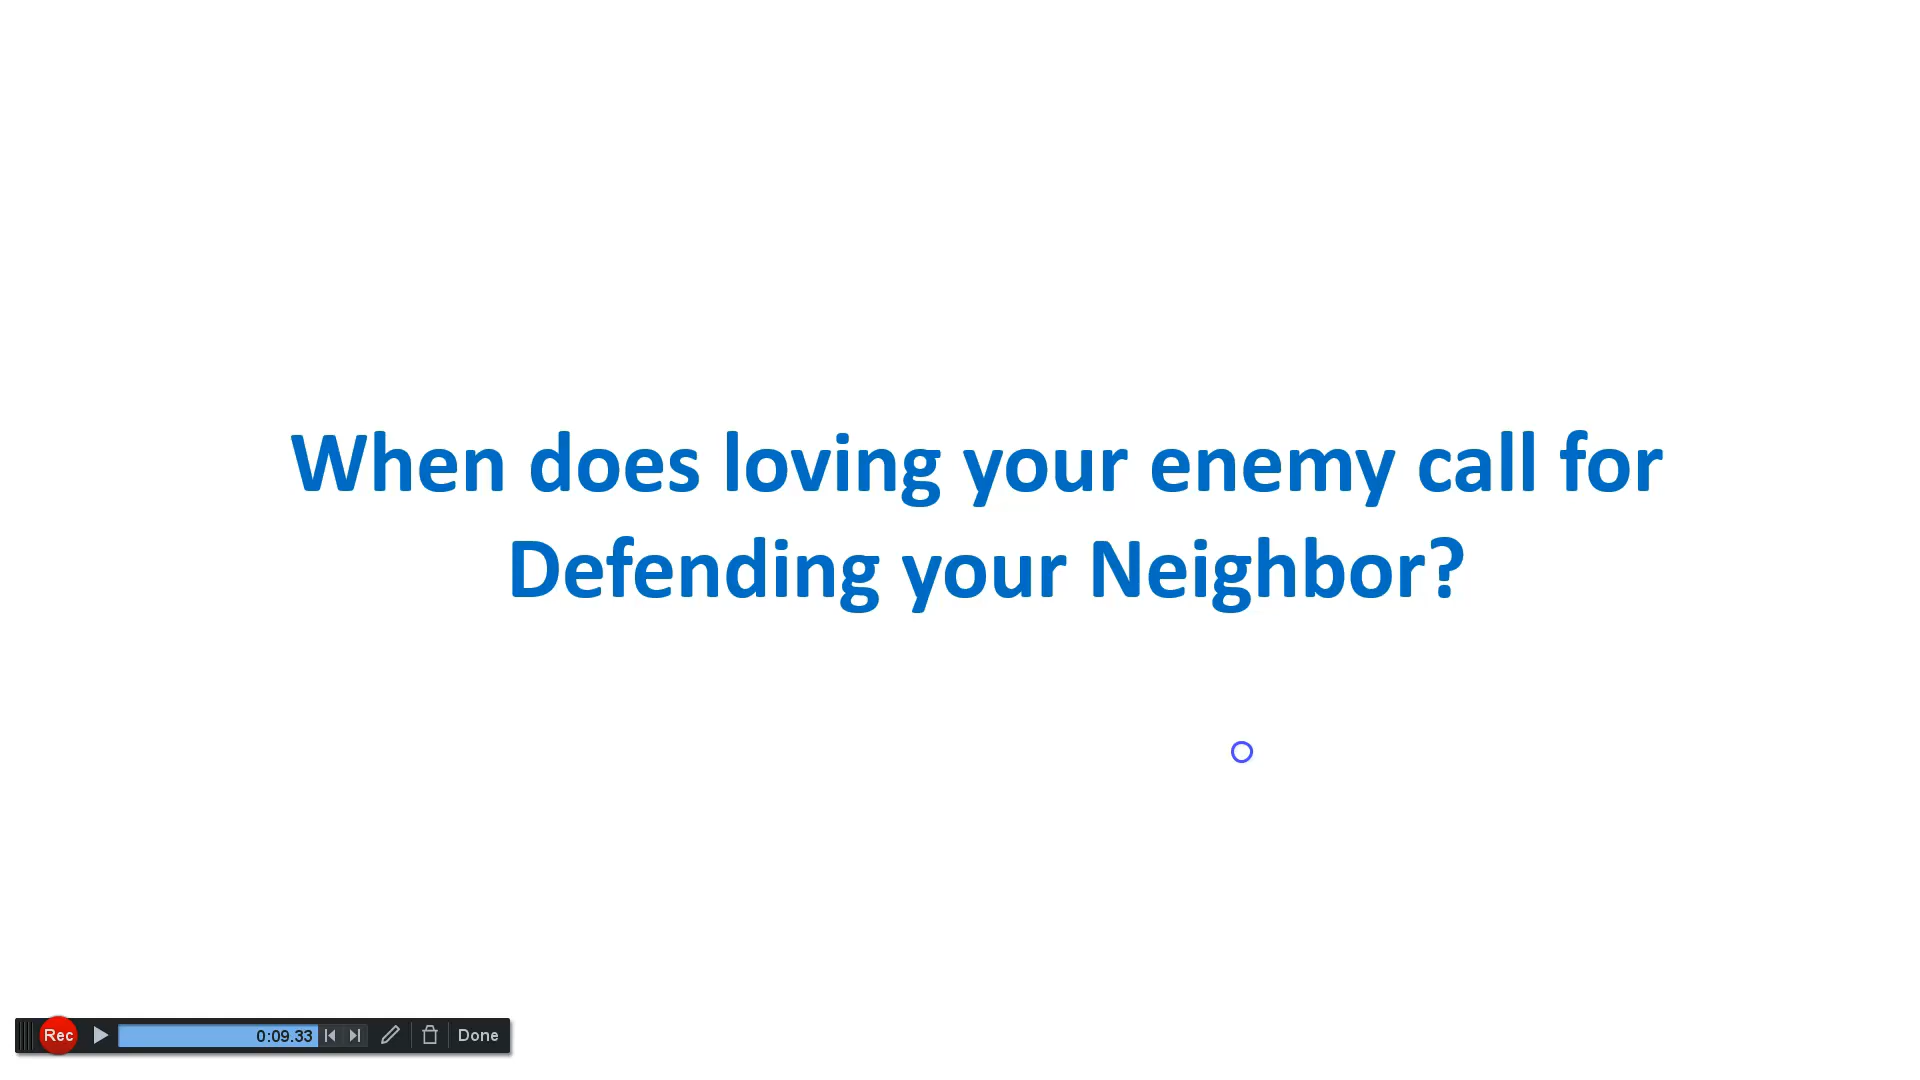 When does loving your enemy call for
Defending your Neighbor?
Rec 0:09.33 Done